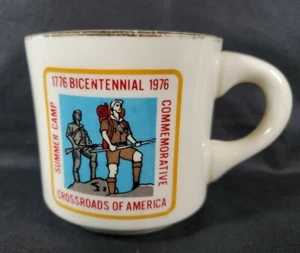 1776 BICENTENNIAL 1976
SUMMER CAMP
COMMEMORATIVE
CROSSROADS OF AMERICA